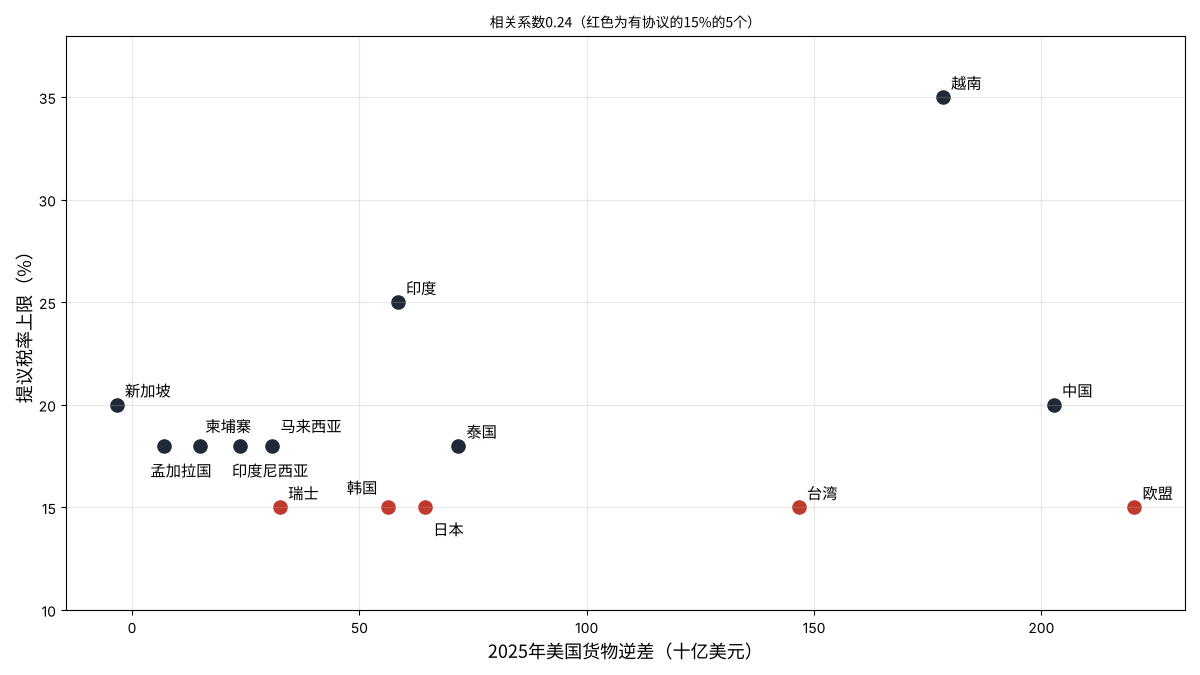 相关系数0.24（红色为有协议的15%的5个）
提议税率上限（%）
35
30
25
20
15
10
越南
印度
新加坡
中国
柬埔寨
马来西亚
泰国
孟加拉国
印度尼西亚
瑞士
韩国
台湾
欧盟
日本
0
50
100
150
200
2025年美国货物逆差（十亿美元）